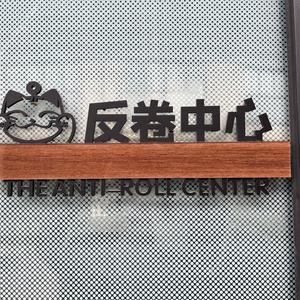 反卷中心
THE ANTI-ROLL CENTER